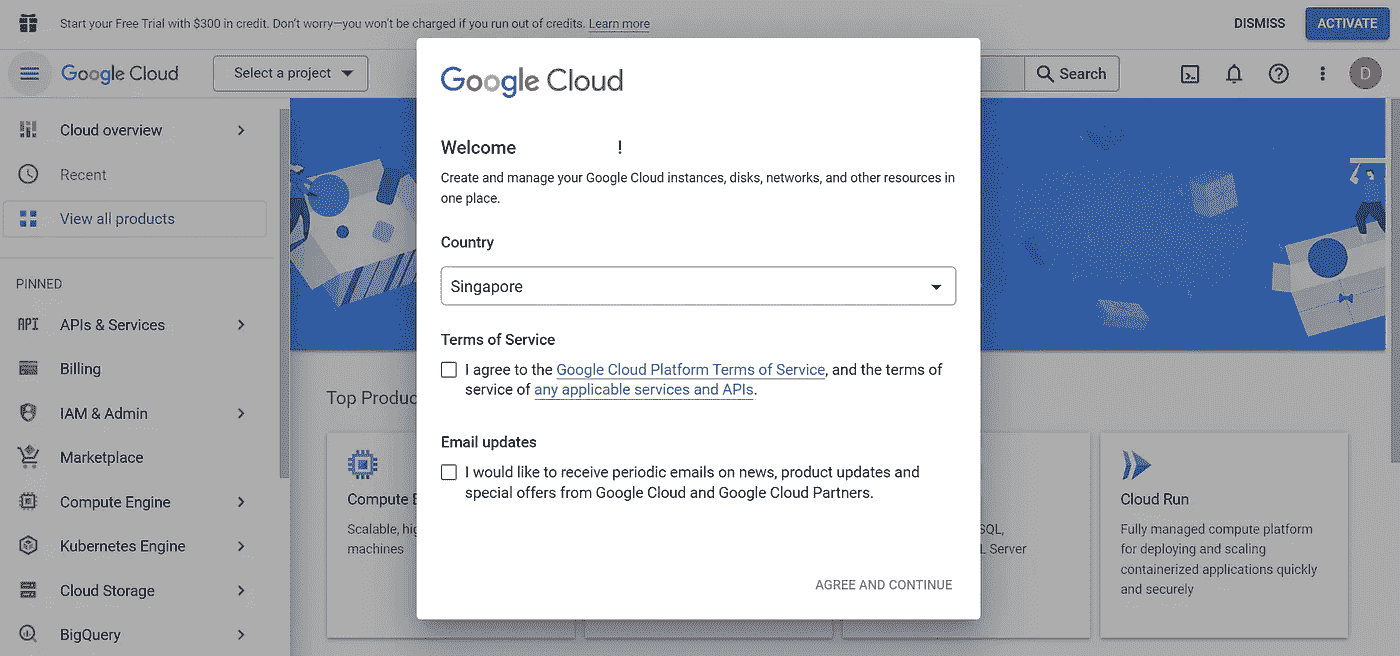 Start your Free Trial with $300 in credit. Don't worry—you won't be charged if you run out of credits. Learn more
DISMISS
ACTIVATE
Google Cloud
Select a project
Search
D
Cloud overview
Recent
View all products
PINNED
API
APIs & Services
Billing
IAM & Admin
Marketplace
Compute Engine
Kubernetes Engine
Cloud Storage
BigQuery
Google Cloud
Welcome !
Create and manage your Google Cloud instances, disks, networks, and other resources in
one place.
Country
Singapore
Terms of Service
I agree to the Google Cloud Platform Terms of Service, and the terms of
service of any applicable services and APIs.
Email updates
I would like to receive periodic emails on news, product updates and
special offers from Google Cloud and Google Cloud Partners.
AGREE AND CONTINUE
Top
Compute
Scalable,
machines
SQL,
Server
Cloud Run
Fully managed compute platform
for deploying and scaling
containerized applications quickly
and securely